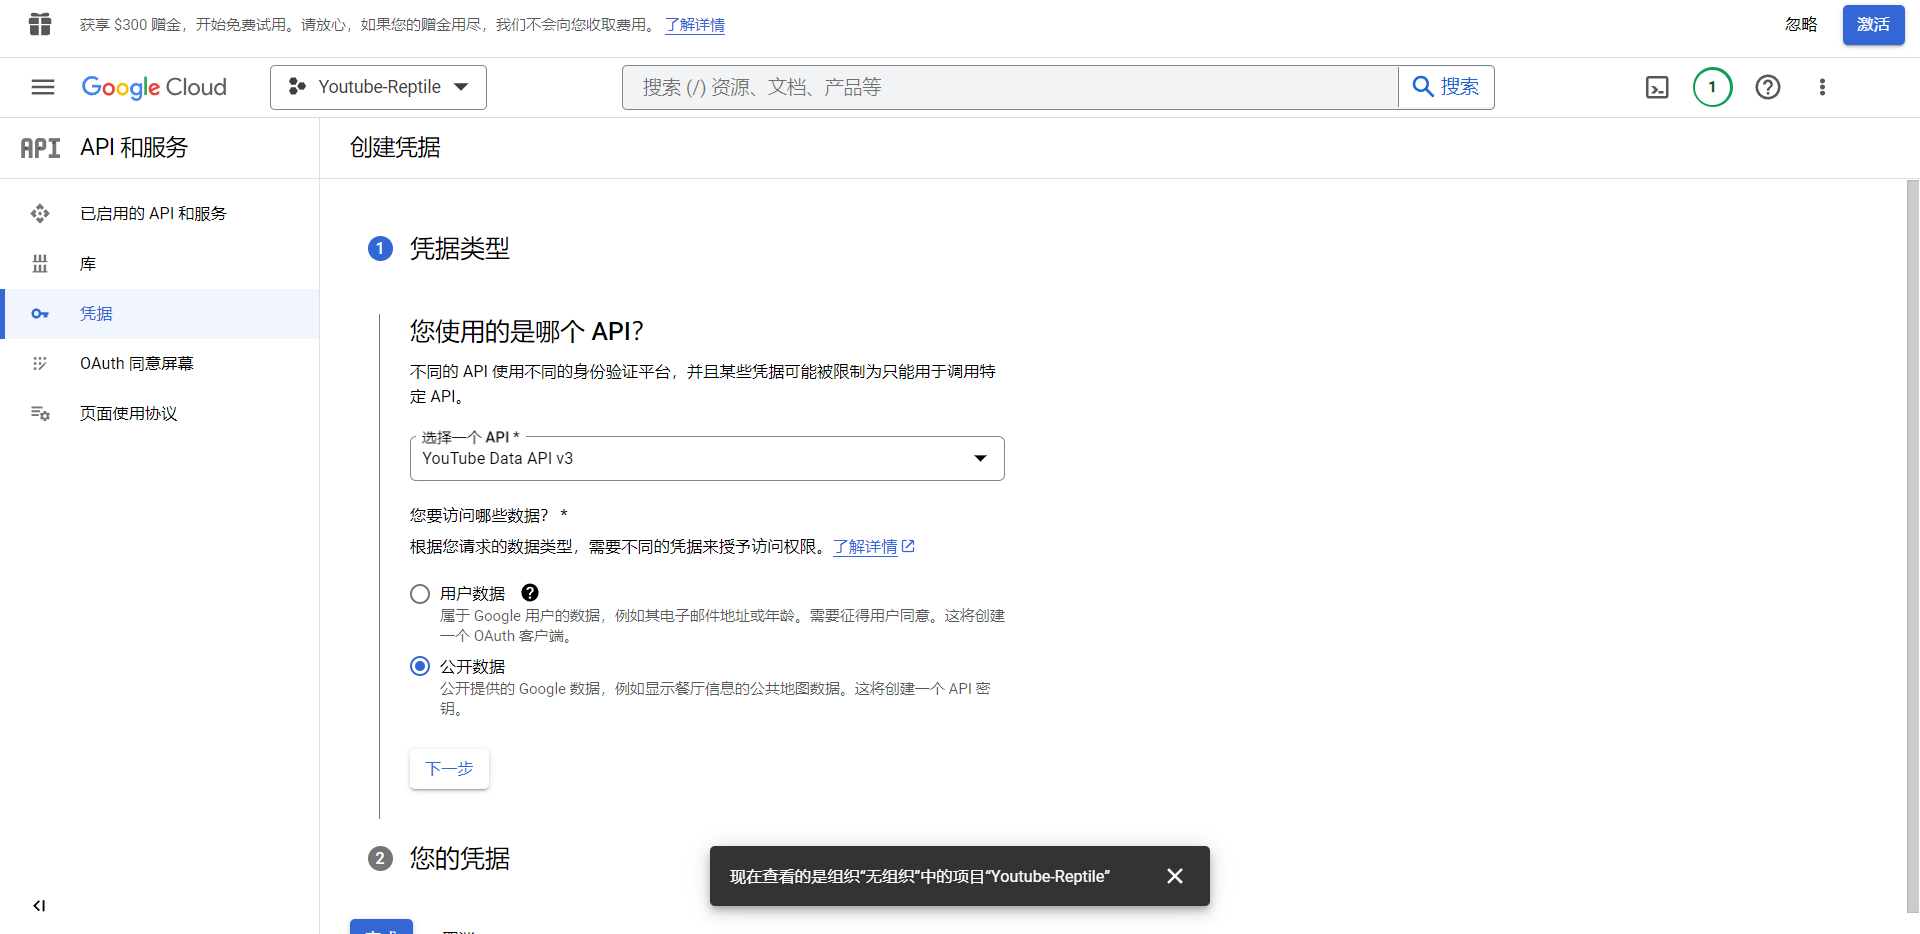 获享 $300 赠金，开始免费试用。请放心，如果您的赠金用尽，我们不会向您收取费用。 了解详情
忽略
激活
Google Cloud
Youtube-Reptile
搜索 (/) 资源、文档、产品等
搜索
1
API
API 和服务
创建凭据
已启用的 API 和服务
库
凭据
OAuth 同意屏幕
页面使用协议
1 凭据类型
您使用的是哪个 API？
不同的 API 使用不同的身份验证平台，并且某些凭据可能被限制为只能用于调用特
定 API。
选择一个 API *
YouTube Data API v3
您要访问哪些数据？ *
根据您请求的数据类型，需要不同的凭据来授予访问权限。了解详情
用户数据
属于 Google 用户的数据，例如其电子邮件地址或年龄。需要征得用户同意。这将创建
一个 OAuth 客户端。
公开数据
公开提供的 Google 数据，例如显示餐厅信息的公共地图数据。这将创建一个 API 密
钥。
下一步
2 您的凭据
现在查看的是组织“无组织”中的项目“Youtube-Reptile”